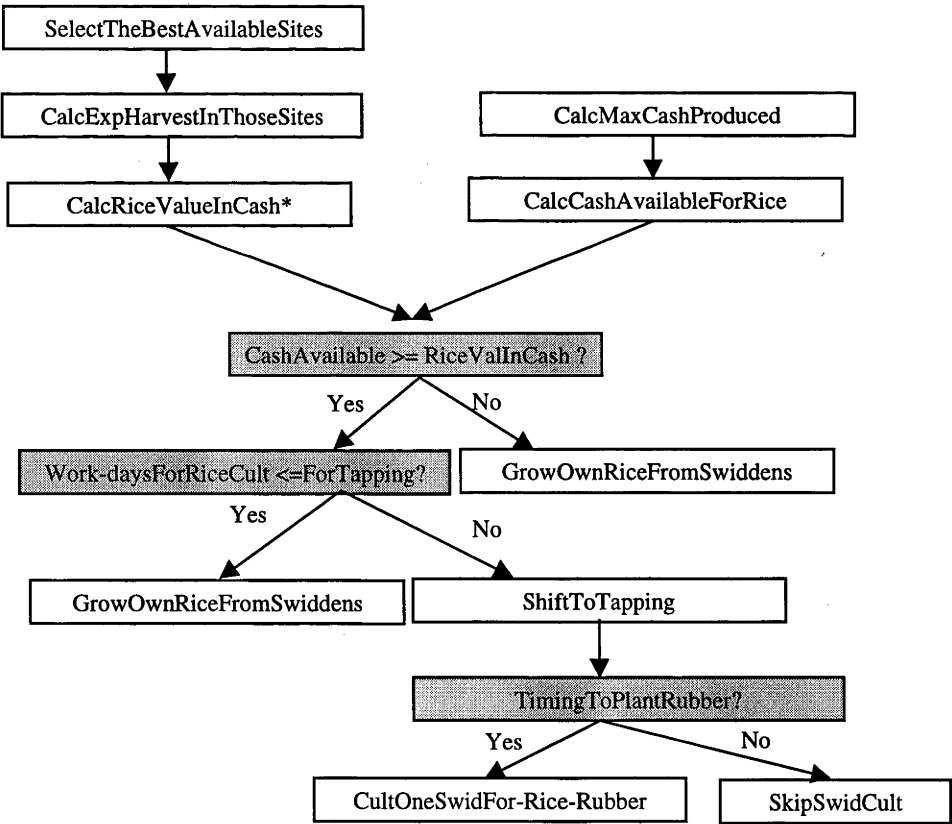 SelectTheBestAvailableSites
CalcExpHarvestInThoseSites
CalcMaxCashProduced
CalcRiceValueInCash*
CalcCashAvailableForRice
CashAvailable >= RiceValInCash ?
Yes
No
Work-daysForRiceCult <=ForTapping?
GrowOwnRiceFromSwiddens
Yes
No
GrowOwnRiceFromSwiddens
ShiftToTapping
TimingToPlantRubber?
Yes
No
CultOneSwidFor-Rice-Rubber
SkipSwidCult